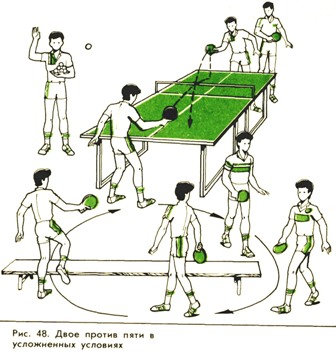 Рис. 48. Двое против пяти в
усложненных условиях